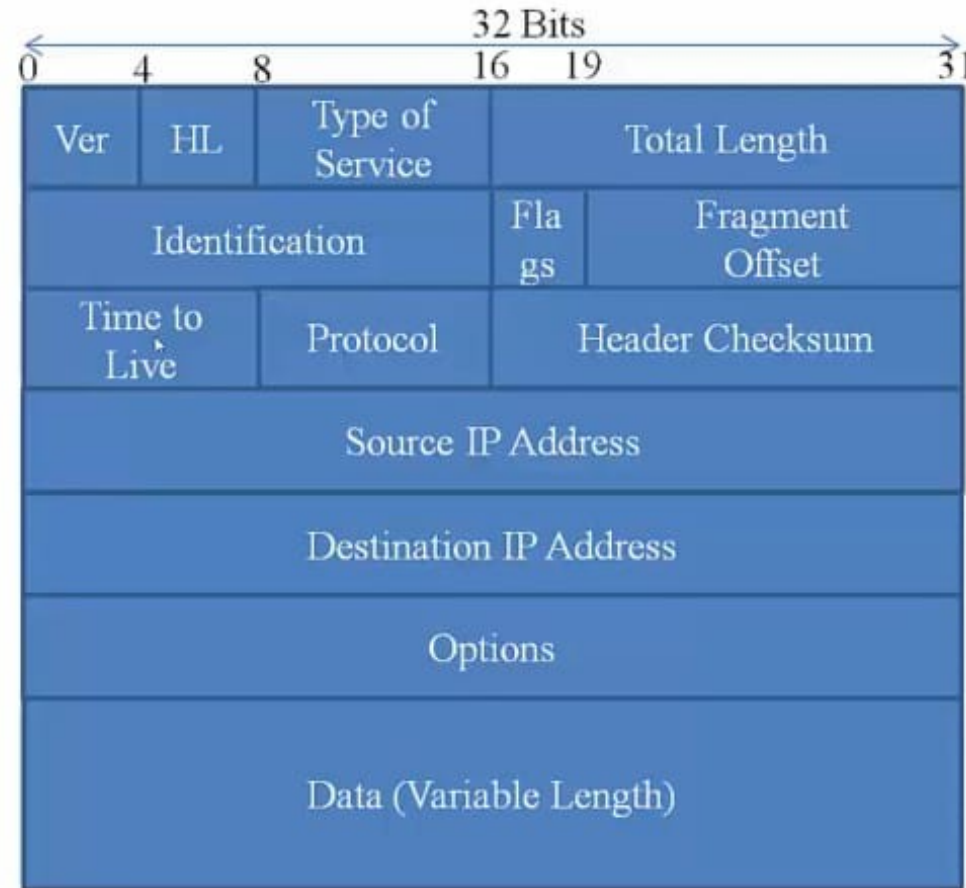 32 Bits
0 4 8 16 19 31
Ver HL Type of Service Total Length
Identification Fla gs Fragment Offset
Time to Live Protocol Header Checksum
Source IP Address
Destination IP Address
Options
Data (Variable Length)